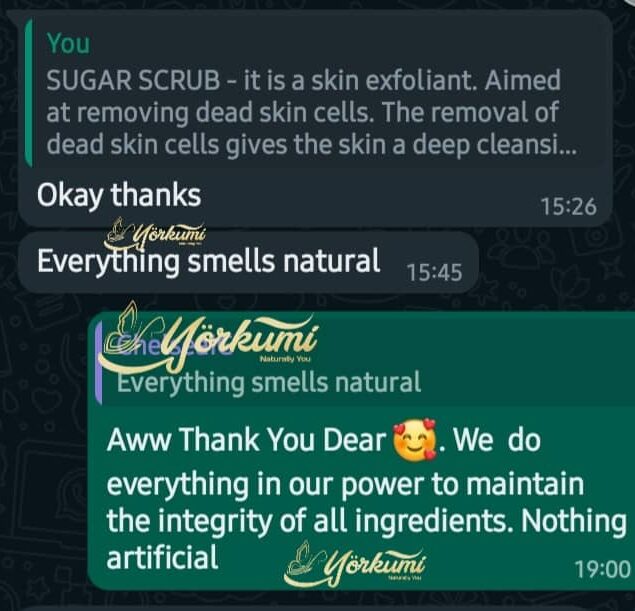 You
SUGAR SCRUB - it is a skin exfoliant. Aimed
at removing dead skin cells. The removal of
dead skin cells gives the skin a deep cleansi...
Okay thanks
15:26
Yörkumi
Everything smells natural
15:45
Yörkumi
Naturally You
Everything smells natural
Aww Thank You Dear 🥰. We do
everything in our power to maintain
the integrity of all ingredients. Nothing
artificial
Yörkumi
Naturally You
19:00